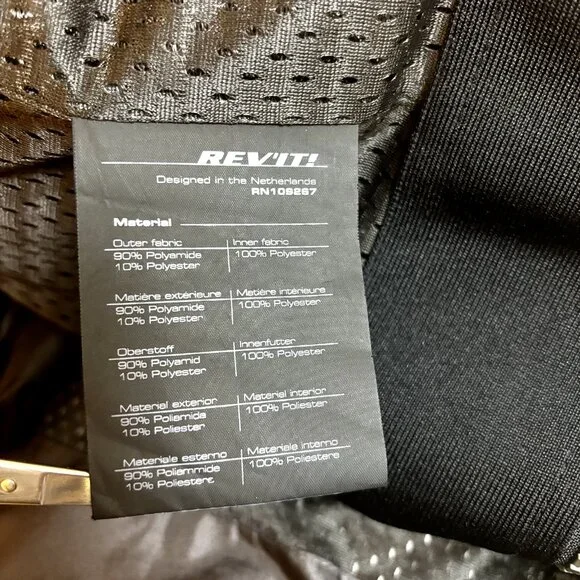 REV'IT!
Designed in the Netherlands
RN109267
Material
Outer fabric Inner fabric
90% Polyamide 100% Polyester
10% Polyester
Matière extérieure Matière intérieure
90% Polyamide 100% Polyester
10% Polyester
Oberstoff Innenfutter
90% Polyamid 100% Polyester
10% Polyester
Material exterior Material interior
90% Poliamida 100% Poliester
10% Poliester
Materiale esterno Materiale interno
90% Poliammide 100% Poliestere
10% Poliestere